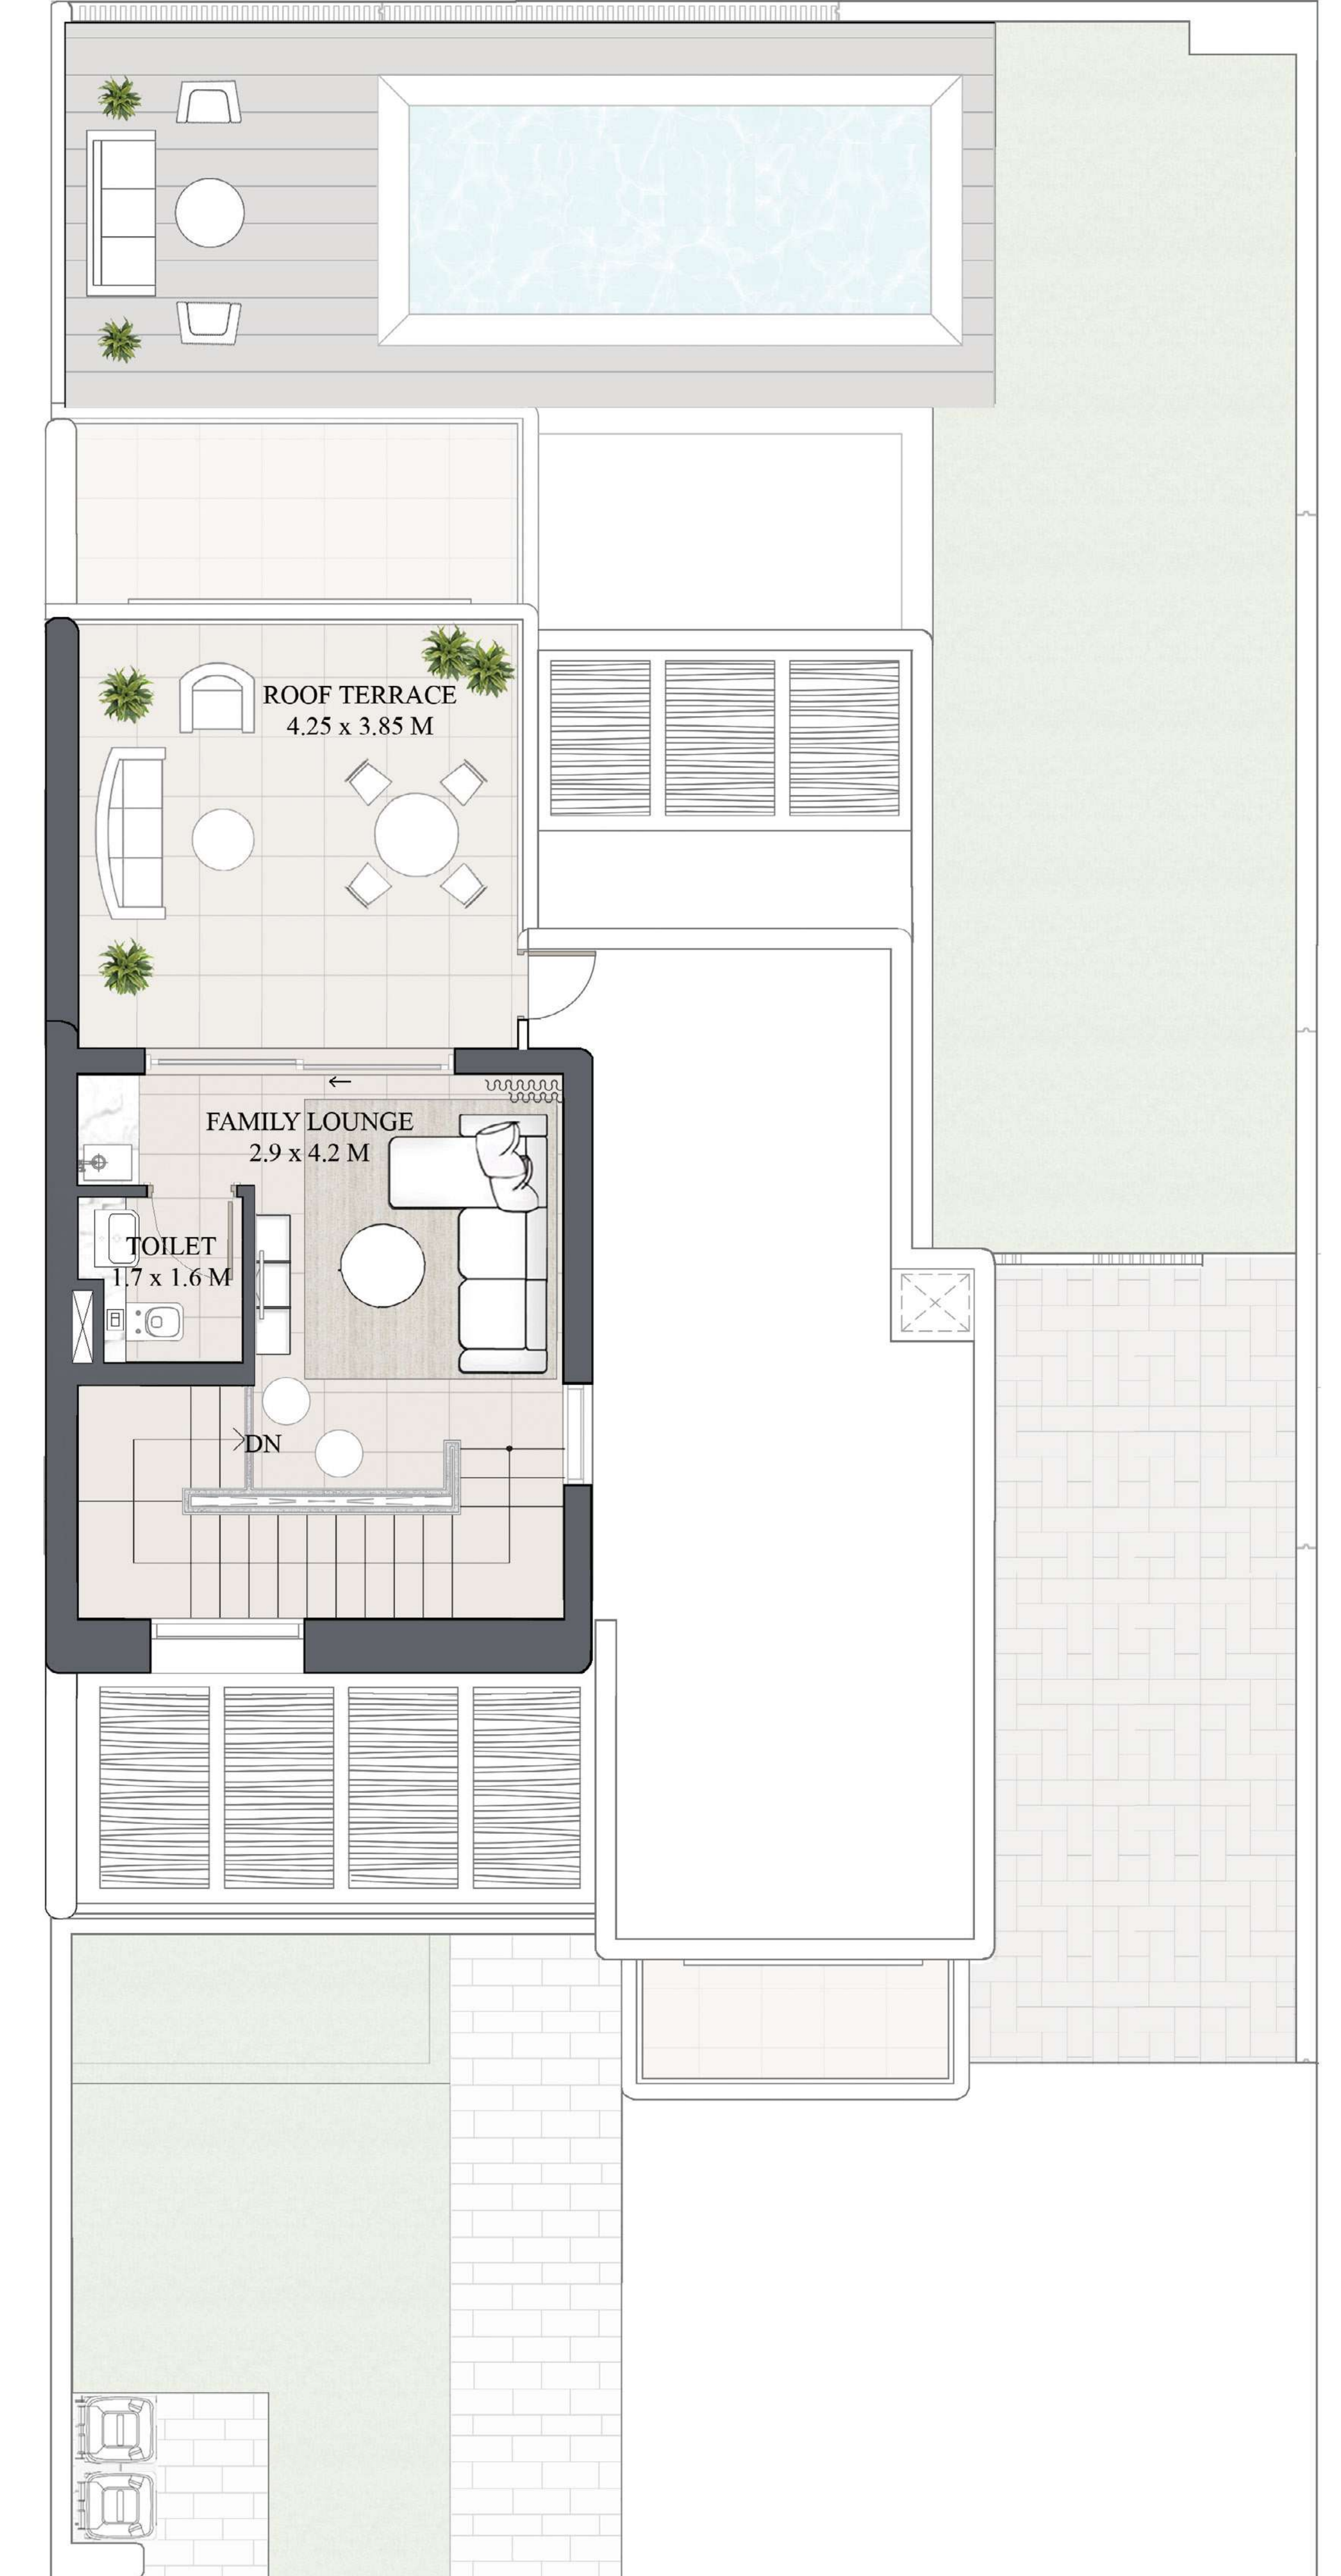 ROOF TERRACE
4.25 x 3.85 M
FAMILY LOUNGE
2.9 x 4.2 M
TOILET
1.7 x 1.6 M
DN